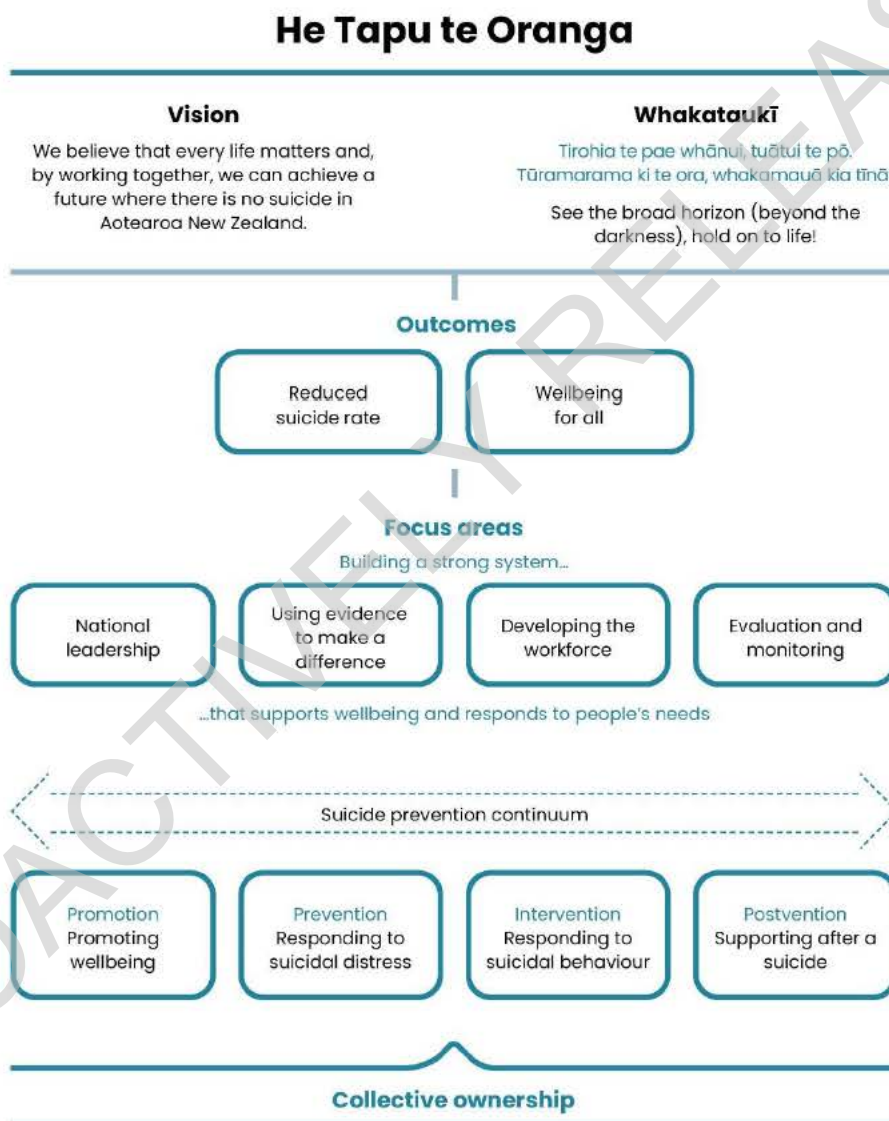 He Tapu te Oranga
Vision
We believe that every life matters and,
by working together, we can achieve a
future where there is no suicide in
Aotearoa New Zealand.
Whakataukī
Tirohia te pae whānui, tuātui te pō.
Tūramarama ki te ora, whakamauā kia tīnā
See the broad horizon (beyond the
darkness), hold on to life!
Outcomes
Reduced
suicide rate
Wellbeing
for all
Focus areas
Building a strong system...
National
leadership
Using evidence
to make a
difference
Developing the
workforce
Evaluation and
monitoring
...that supports wellbeing and responds to people's needs
Suicide prevention continuum
Promotion
Promoting
wellbeing
Prevention
Responding to
suicidal distress
Intervention
Responding to
suicidal behaviour
Postvention
Supporting after a
suicide
Collective ownership
OACTIVELY RELEAS